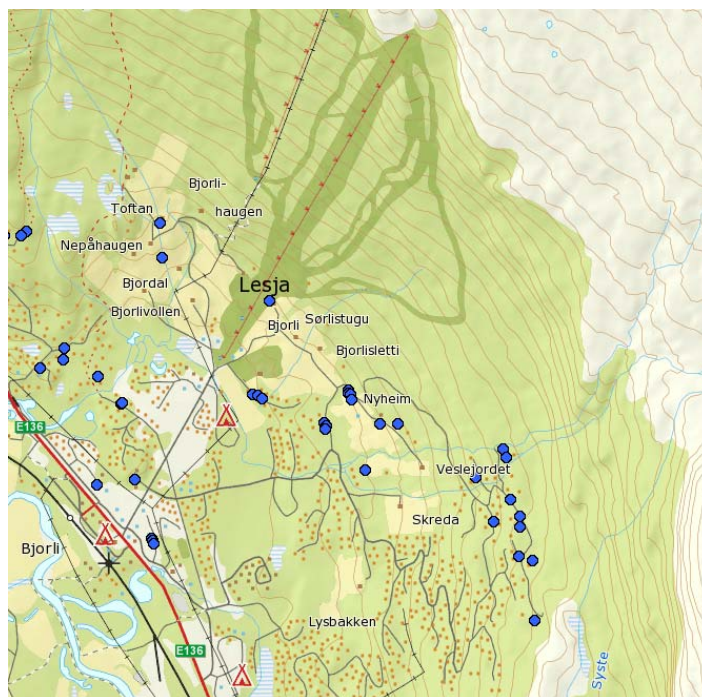 Bjorli-
haugen
Toftan
Nepåhaugen
Bjordal
Lesja
Bjorlivollen
Bjorli
Sørlistugu
Bjorlisletti
Nyheim
E136
Veslejordet
Skreda
Bjorli
Lysbakken
E136
Syste